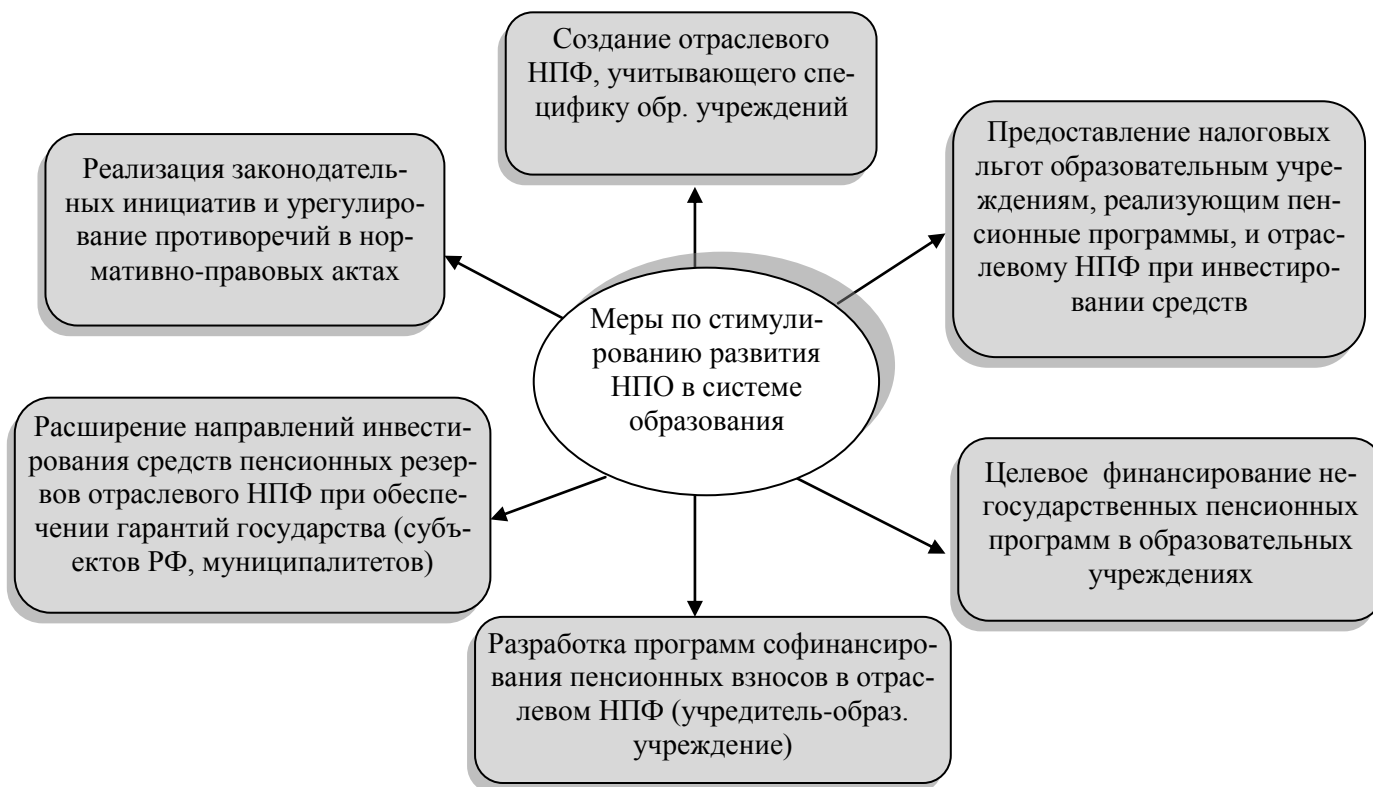 Создание отраслевого
НПФ, учитывающего спе-
цифику обр. учреждений
Реализация законодатель-
ных инициатив и урегулиро-
вание противоречий в нор-
мативно-правовых актах
Предоставление налоговых
льгот образовательным учре-
ждениям, реализующим пен-
сионные программы, и отрас-
левому НПФ при инвестиро-
вании средств
Меры по стимули-
рованию развития
НПО в системе
образования
Расширение направлений инвести-
рования средств пенсионных резер-
вов отраслевого НПФ при обеспе-
чении гарантий государства (субъ-
ектов РФ, муниципалитетов)
Целевое финансирование не-
государственных пенсионных
программ в образовательных
учреждениях
Разработка программ софинансиро-
вания пенсионных взносов в отрас-
левом НПФ (учредитель-образ.
учреждение)